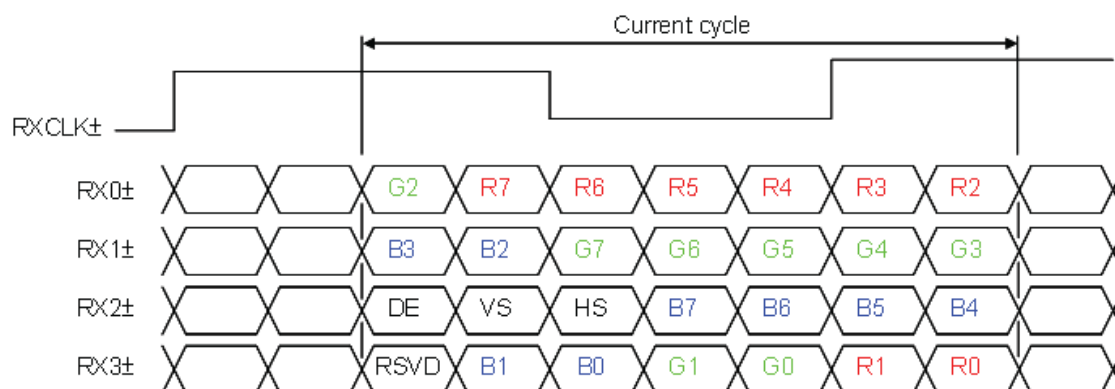 Current cycle
RXCLK±
RX0± G2 R7 R6 R5 R4 R3 R2
RX1± B3 B2 G7 G6 G5 G4 G3
RX2± DE VS HS B7 B6 B5 B4
RX3± RSVD B1 B0 G1 G0 R1 R0